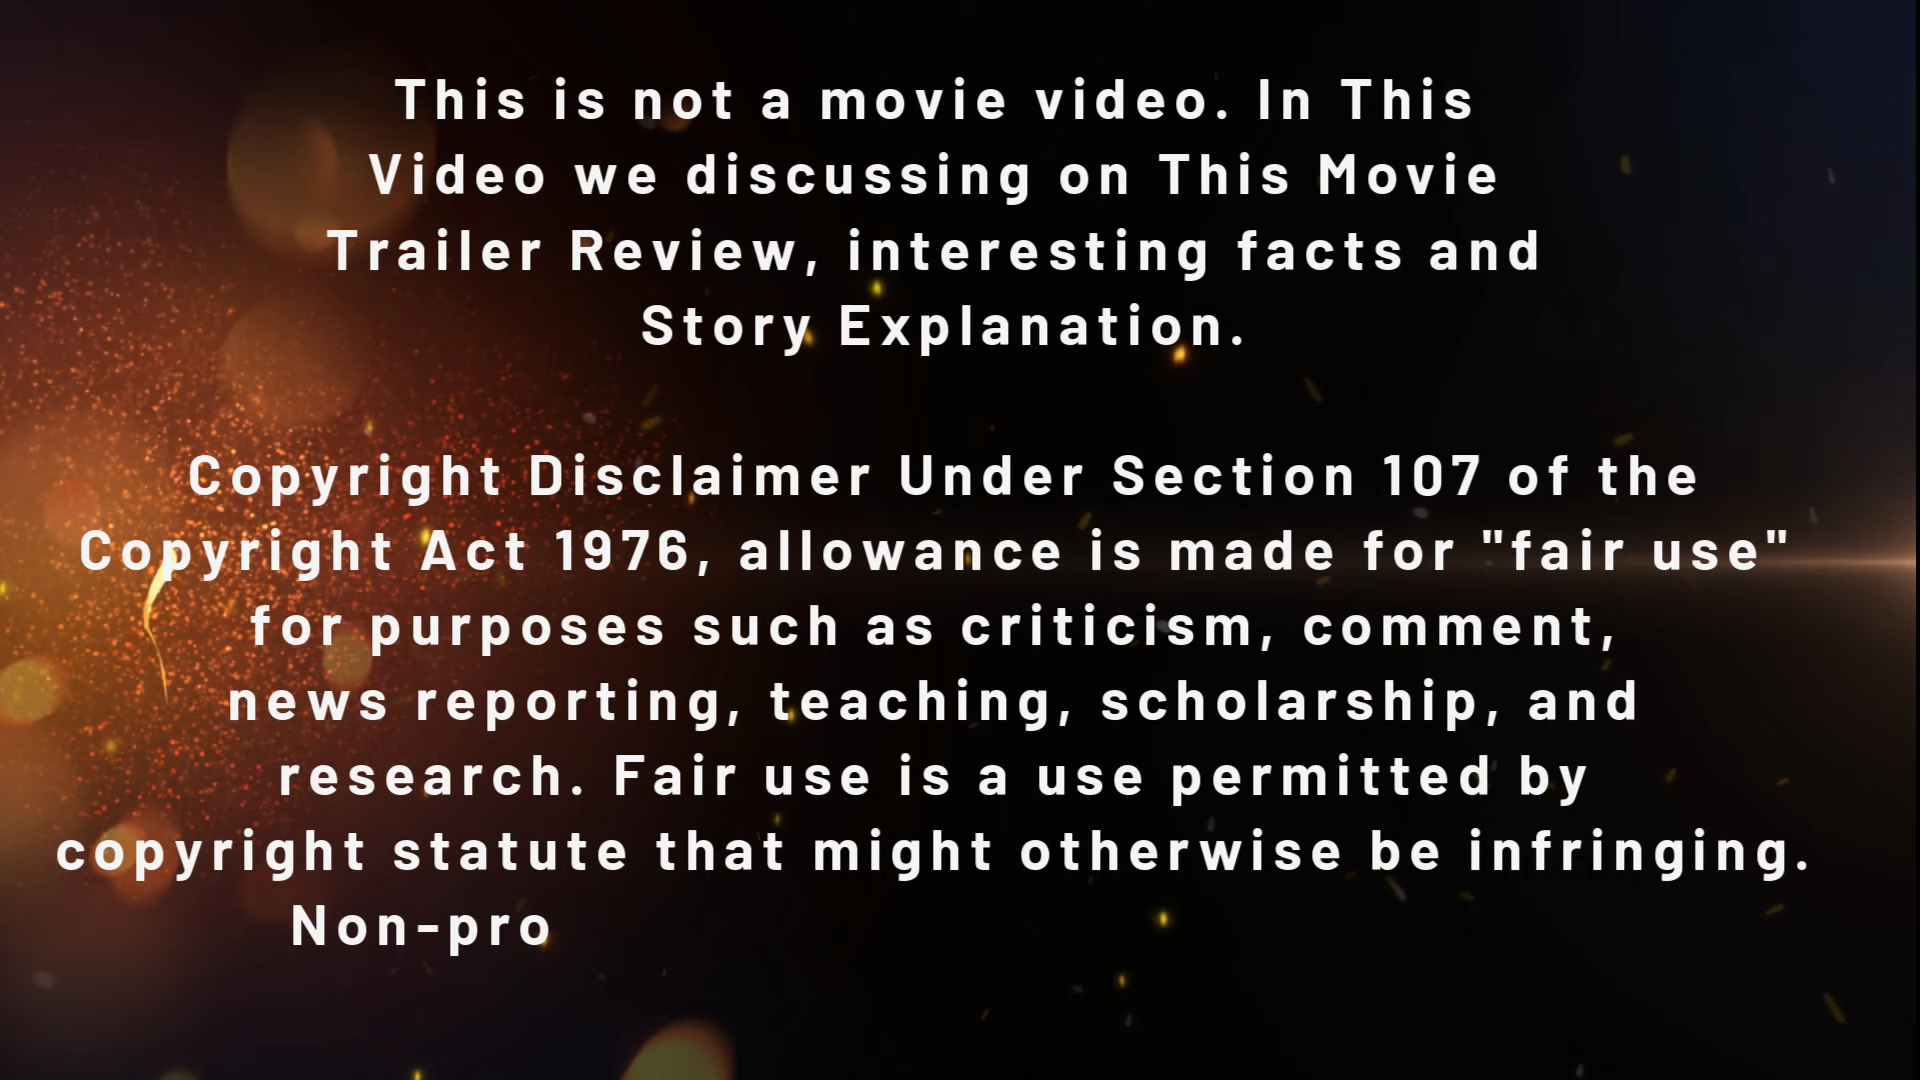 This is not a movie video. In This
Video we discussing on This Movie
Trailer Review, interesting facts and
Story Explanation.
Copyright Disclaimer Under Section 107 of the
Copyright Act 1976, allowance is made for "fair use"
for purposes such as criticism, comment,
news reporting, teaching, scholarship, and
research. Fair use is a use permitted by
copyright statute that might otherwise be infringing.
Non-pro